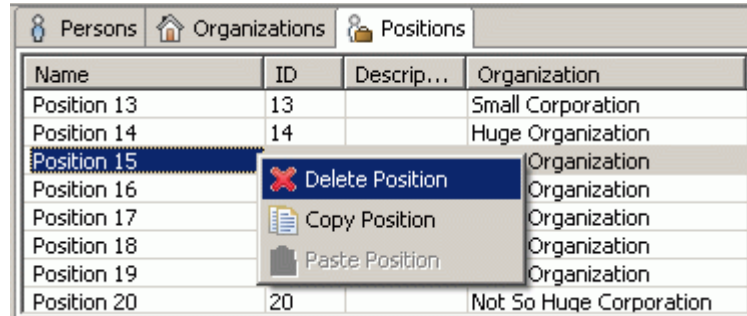 Persons Organizations Positions
Name ID Descrip... Organization
Position 13 13 Small Corporation
Position 14 14 Huge Organization
Position 15 Organization
Delete Position
Position 16 Organization
Position 17 Organization
Copy Position
Position 18 Organization
Paste Position
Position 19 Organization
Position 20 20 Not So Huge Corporation